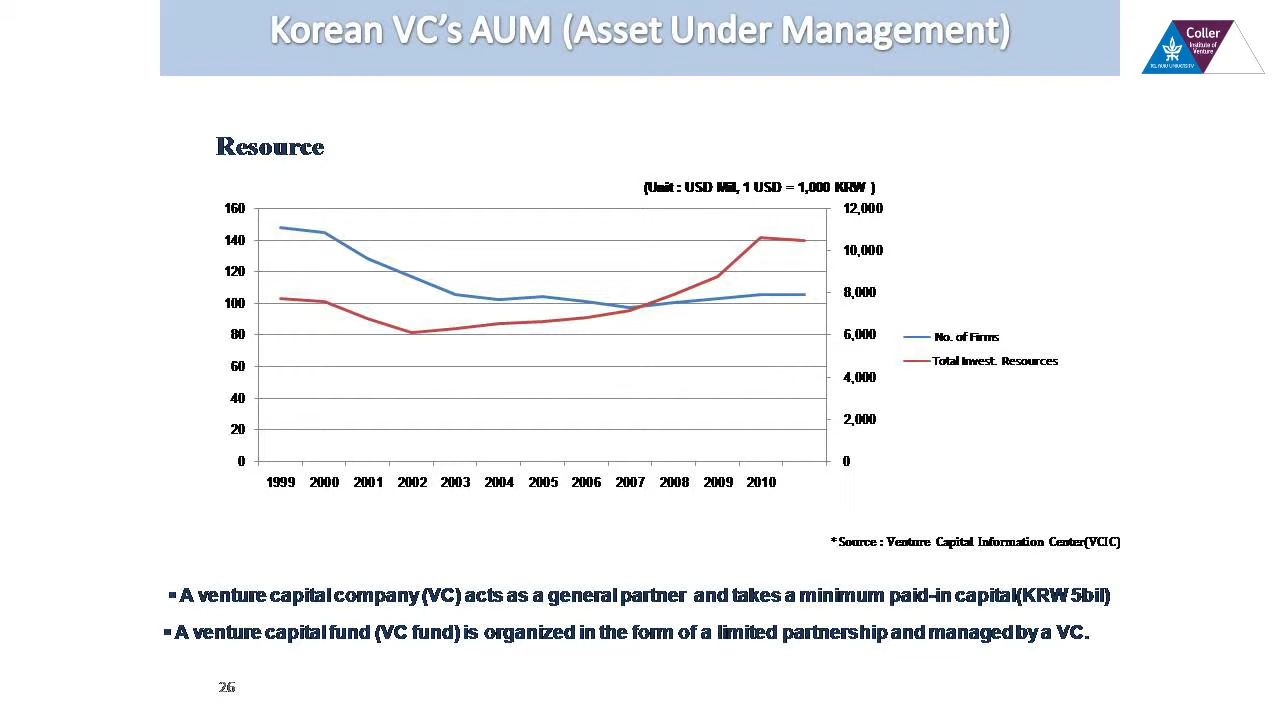 Korean VC’s AUM (Asset Under Management)
Coller
Institute of
Venture
TEL AVIV UNIVERSITY
Resource
(Unit : USD Mil, 1 USD = 1,000 KRW )
160
140
120
100
80
60
40
20
0
12,000
10,000
8,000
6,000
4,000
2,000
0
No. of Firms
Total Invest. Resources
1999 2000 2001 2002 2003 2004 2005 2006 2007 2008 2009 2010
* Source : Venture Capital Information Center(VCIC)
▪ A venture capital company (VC) acts as a general partner and takes a minimum paid-in capital(KRW 5bil)
▪ A venture capital fund (VC fund) is organized in the form of a limited partnership and managed by a VC.
26